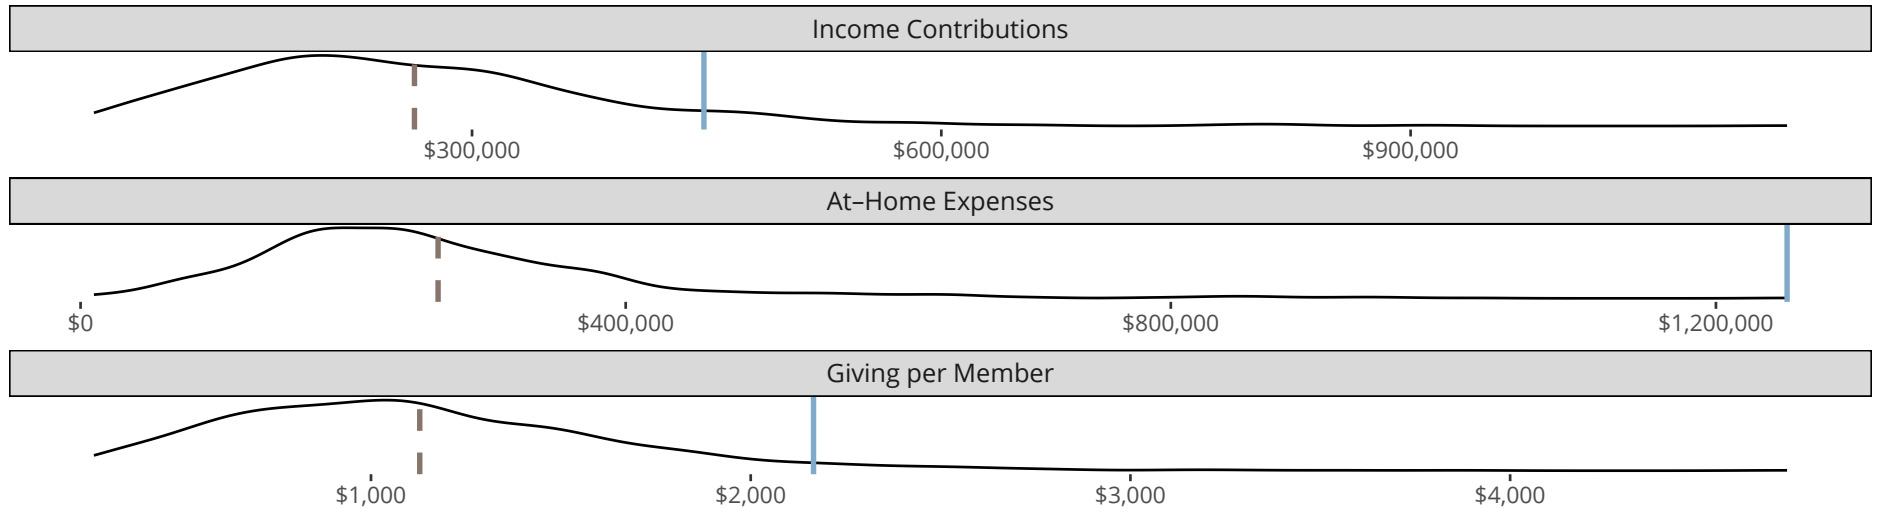 Income Contributions
$300,000 $600,000 $900,000
At–Home Expenses
$0 $400,000 $800,000 $1,200,000
Giving per Member
$1,000 $2,000 $3,000 $4,000